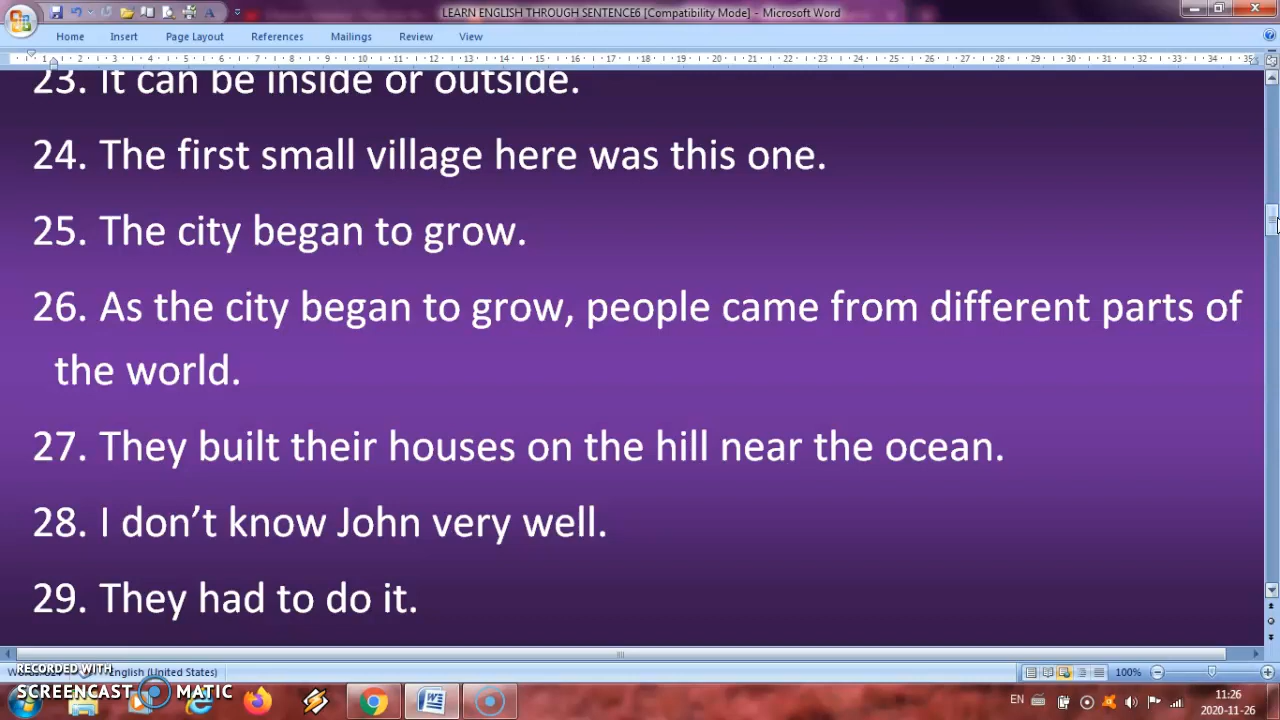 LEARN ENGLISH THROUGH SENTENCE6 [Compatibility Mode] - Microsoft Word
Home Insert Page Layout References Mailings Review View
23. It can be inside or outside.
24. The first small village here was this one.
25. The city began to grow.
26. As the city began to grow, people came from different parts of
the world.
27. They built their houses on the hill near the ocean.
28. I don’t know John very well.
29. They had to do it.
RECORDED WITH
English (United States) 100%
SCREENCAST MATIC
EN 11:26
2020-11-26